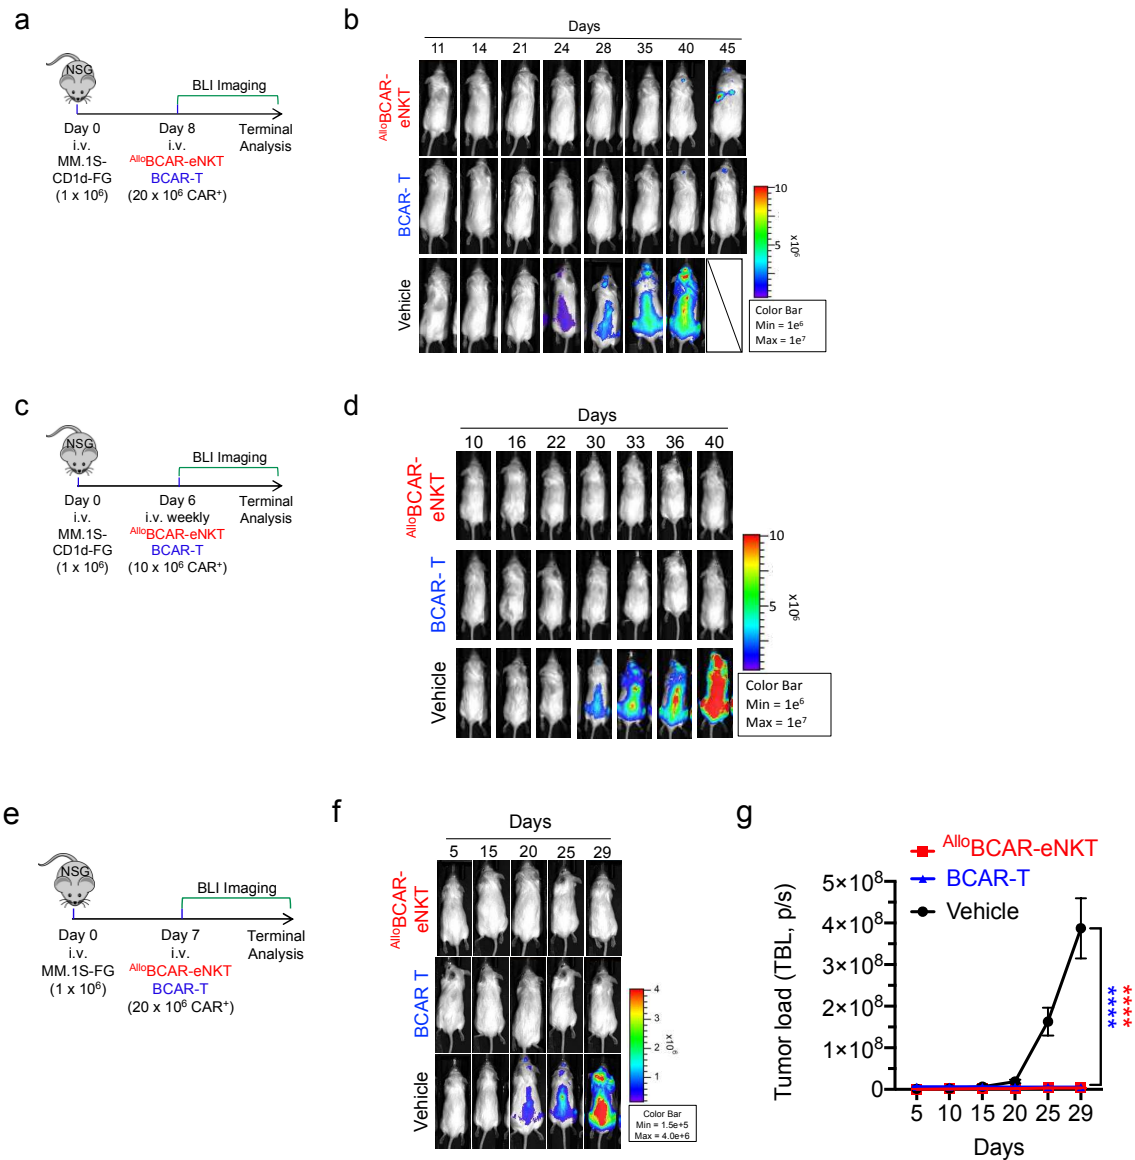 a
NSG
BLI Imaging
Day 0
i.v.
MM.1S-
CD1d-FG
(1 x 10⁶)
Day 8
i.v.
ᴬˡˡᵒBCAR-eNKT
BCAR-T
(20 x 10⁶ CAR⁺)
Terminal
Analysis
b
Days
11 14 21 24 28 35 40 45
ᴬˡˡᵒBCAR-
eNKT
BCAR- T
Vehicle
10
5
x10⁶
Color Bar
Min = 1e⁶
Max = 1e⁷
c
NSG
BLI Imaging
Day 0
i.v.
MM.1S-
CD1d-FG
(1 x 10⁶)
Day 6
i.v. weekly
ᴬˡˡᵒBCAR-eNKT
BCAR-T
(10 x 10⁶ CAR⁺)
Terminal
Analysis
d
Days
10 16 22 30 33 36 40
ᴬˡˡᵒBCAR-
eNKT
BCAR- T
Vehicle
10
5
x10⁶
Color Bar
Min = 1e⁶
Max = 1e⁷
e
NSG
BLI Imaging
Day 0
i.v.
MM.1S-FG
(1 x 10⁶)
Day 7
i.v.
ᴬˡˡᵒBCAR-eNKT
BCAR-T
(20 x 10⁶ CAR⁺)
Terminal
Analysis
f
Days
5 15 20 25 29
ᴬˡˡᵒBCAR-
eNKT
BCAR T
Vehicle
4
3
2
1
x10⁶
Color Bar
Min = 1.5e+5
Max = 4.0e+6
g
ᴬˡˡᵒBCAR-eNKT
BCAR-T
Vehicle
Tumor load (TBL, p/s)
5×10⁸
4×10⁸
3×10⁸
2×10⁸
1×10⁸
0
5 10 15 20 25 29
Days
****
****